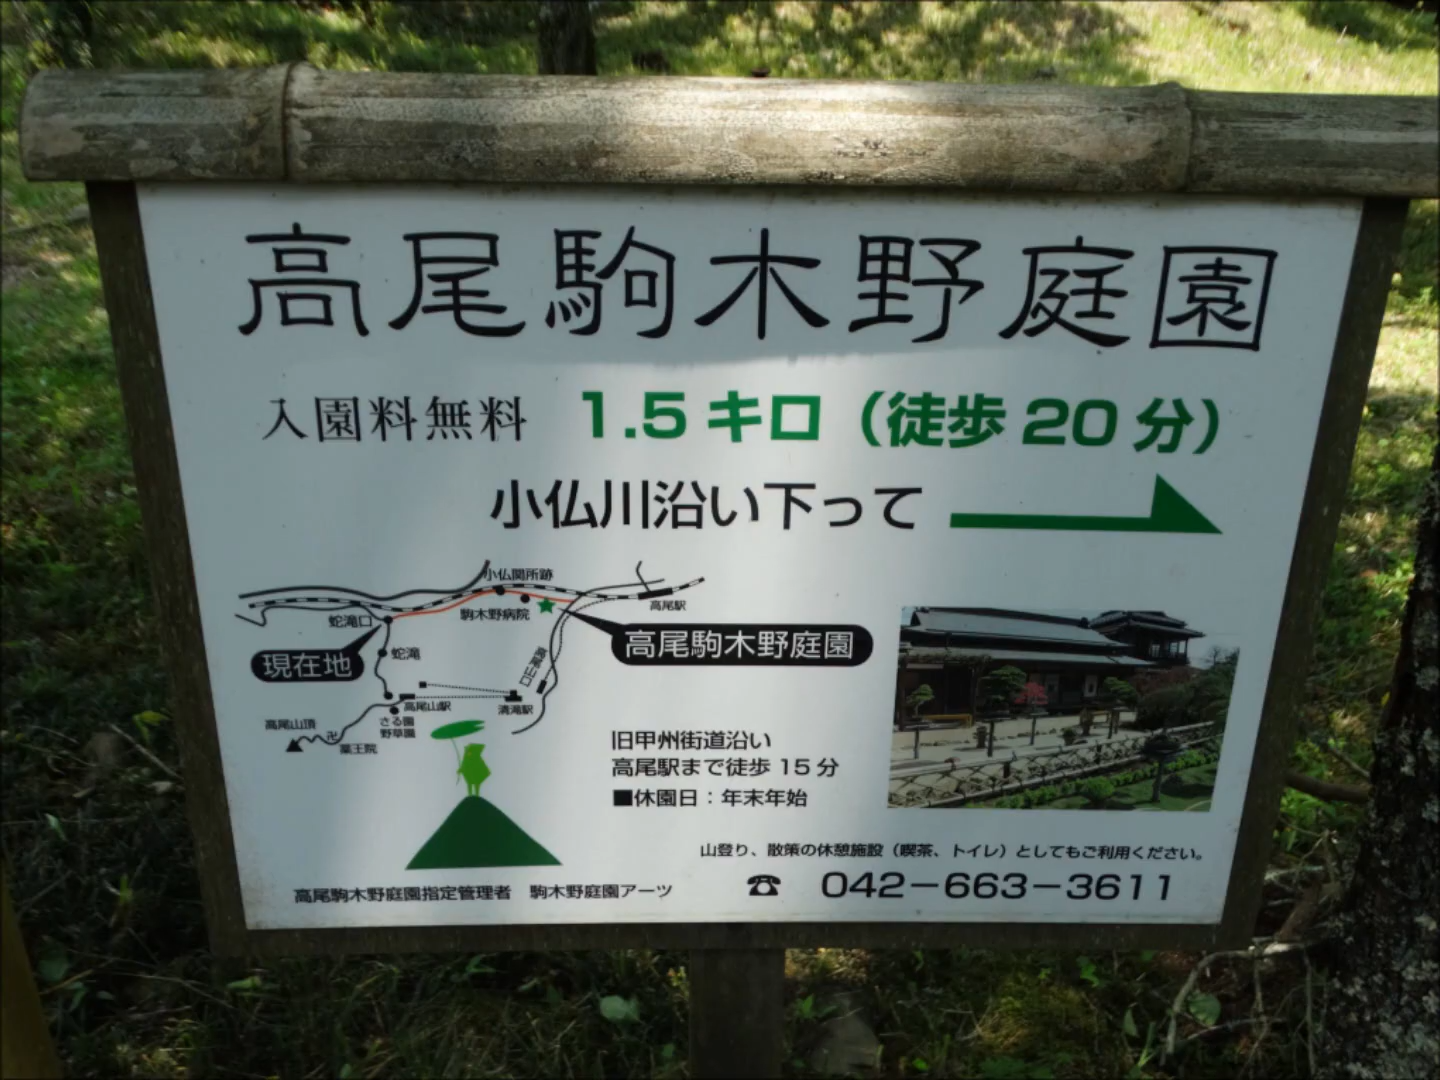 高尾駒木野庭園
入園料無料 1.5 キロ（徒歩 20 分）
小仏川沿い下って
小仏関所跡
高尾駅
駒木野病院
蛇滝口
高尾駒木野庭園
現在地
蛇滝
高尾山口
高尾山駅
清滝駅
さる園
野草園
高尾山頂
卍
薬王院
旧甲州街道沿い
高尾駅まで徒歩 15 分
■休園日：年末年始
山登り、散策の休憩施設（喫茶、トイレ）としてもご利用ください。
高尾駒木野庭園指定管理者 駒木野庭園アーツ
☎ 042－663－3611